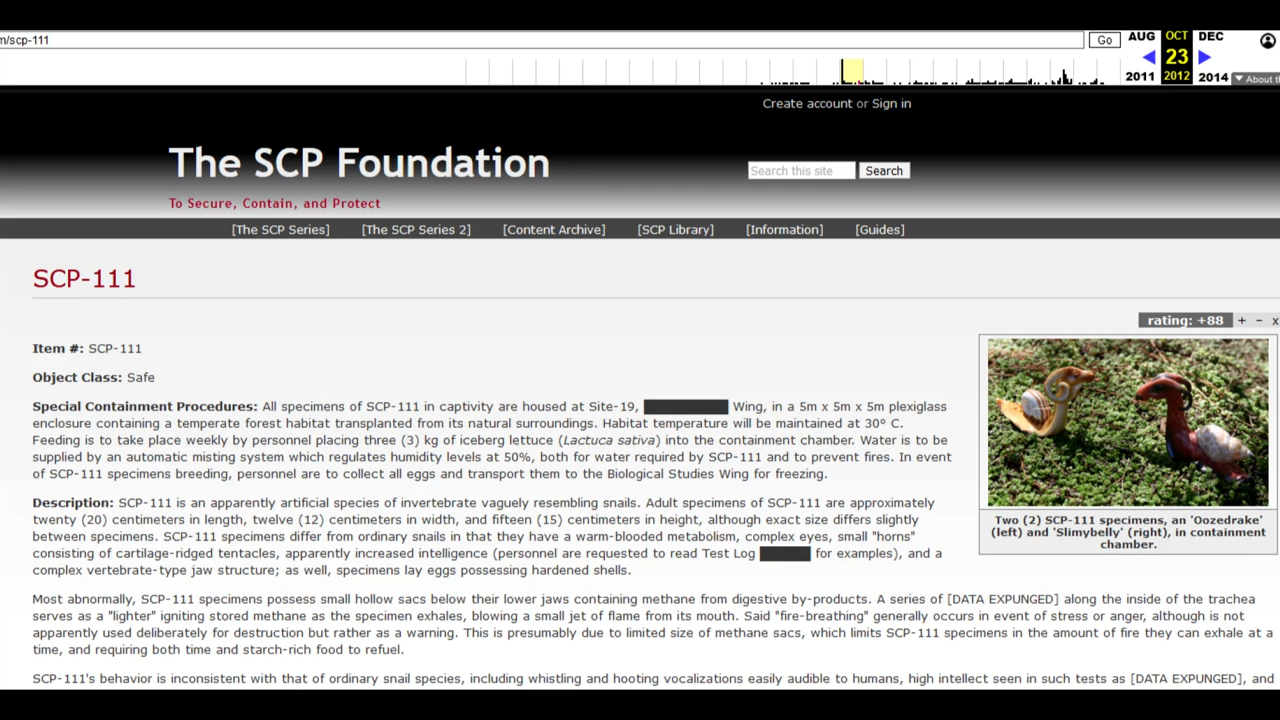 m/scp-111
Go
AUG OCT DEC
23
2011 2012 2014
About t
Create account or Sign in
The SCP Foundation
Search this site Search
To Secure, Contain, and Protect
[The SCP Series] [The SCP Series 2] [Content Archive] [SCP Library] [Information] [Guides]
SCP-111
rating: +88 + – x
Item #: SCP-111
Object Class: Safe
Special Containment Procedures: All specimens of SCP-111 in captivity are housed at Site-19, Wing, in a 5m x 5m x 5m plexiglass
enclosure containing a temperate forest habitat transplanted from its natural surroundings. Habitat temperature will be maintained at 30° C.
Feeding is to take place weekly by personnel placing three (3) kg of iceberg lettuce (Lactuca sativa) into the containment chamber. Water is to be
supplied by an automatic misting system which regulates humidity levels at 50%, both for water required by SCP-111 and to prevent fires. In event
of SCP-111 specimens breeding, personnel are to collect all eggs and transport them to the Biological Studies Wing for freezing.
Two (2) SCP-111 specimens, an 'Oozedrake'
(left) and 'Slimybelly' (right), in containment
chamber.
Description: SCP-111 is an apparently artificial species of invertebrate vaguely resembling snails. Adult specimens of SCP-111 are approximately
twenty (20) centimeters in length, twelve (12) centimeters in width, and fifteen (15) centimeters in height, although exact size differs slightly
between specimens. SCP-111 specimens differ from ordinary snails in that they have a warm-blooded metabolism, complex eyes, small "horns"
consisting of cartilage-ridged tentacles, apparently increased intelligence (personnel are requested to read Test Log for examples), and a
complex vertebrate-type jaw structure; as well, specimens lay eggs possessing hardened shells.
Most abnormally, SCP-111 specimens possess small hollow sacs below their lower jaws containing methane from digestive by-products. A series of [DATA EXPUNGED] along the inside of the trachea
serves as a "lighter" igniting stored methane as the specimen exhales, blowing a small jet of flame from its mouth. Said "fire-breathing" generally occurs in event of stress or anger, although is not
apparently used deliberately for destruction but rather as a warning. This is presumably due to limited size of methane sacs, which limits SCP-111 specimens in the amount of fire they can exhale at a
time, and requiring both time and starch-rich food to refuel.
SCP-111's behavior is inconsistent with that of ordinary snail species, including whistling and hooting vocalizations easily audible to humans, high intellect seen in such tests as [DATA EXPUNGED], and